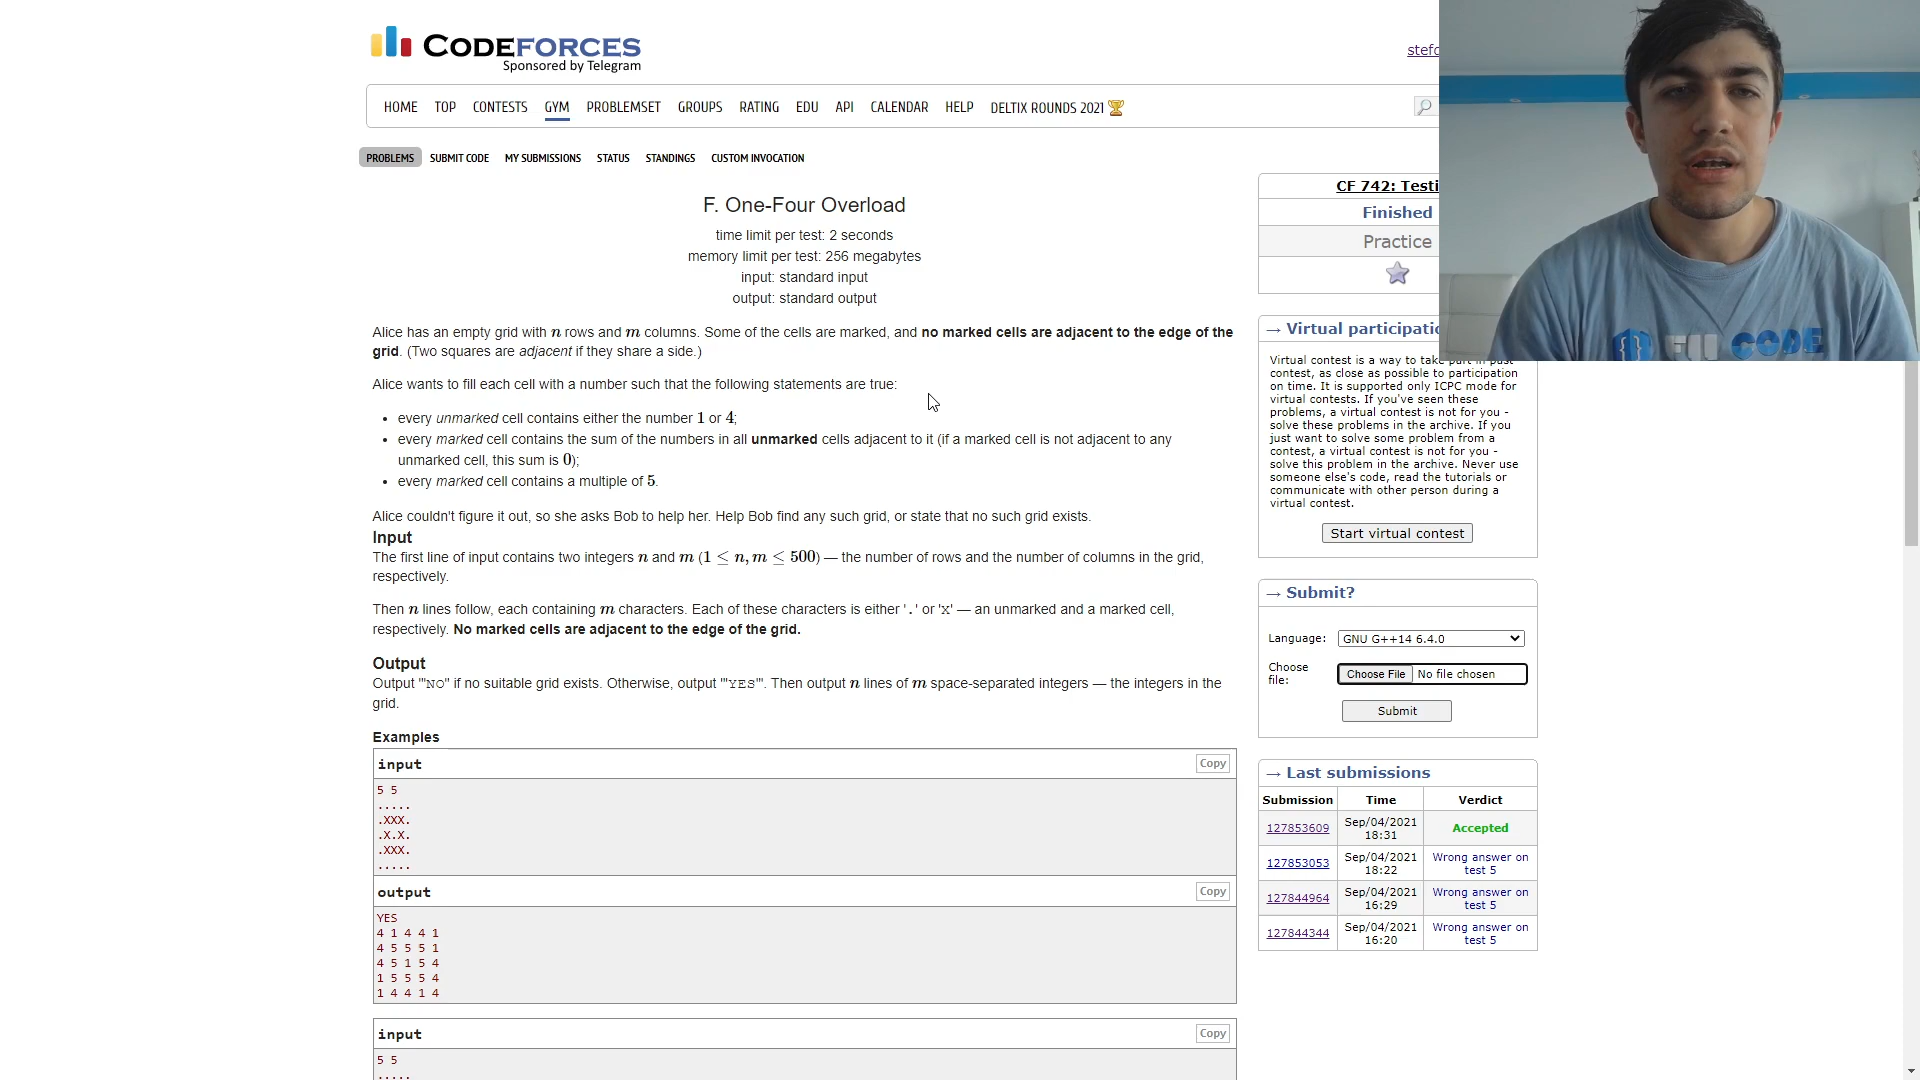 CODEFORCES
Sponsored by Telegram
HOME TOP CONTESTS GYM PROBLEMSET GROUPS RATING EDU API CALENDAR HELP DELTIX ROUNDS 2021
PROBLEMS SUBMIT CODE MY SUBMISSIONS STATUS STANDINGS CUSTOM INVOCATION
F. One-Four Overload
time limit per test: 2 seconds
memory limit per test: 256 megabytes
input: standard input
output: standard output
Alice has an empty grid with n rows and m columns. Some of the cells are marked, and no marked cells are adjacent to the edge of the
grid. (Two squares are adjacent if they share a side.)
Alice wants to fill each cell with a number such that the following statements are true:
• every unmarked cell contains either the number 1 or 4;
• every marked cell contains the sum of the numbers in all unmarked cells adjacent to it (if a marked cell is not adjacent to any
unmarked cell, this sum is 0);
• every marked cell contains a multiple of 5.
Alice couldn't figure it out, so she asks Bob to help her. Help Bob find any such grid, or state that no such grid exists.
Input
The first line of input contains two integers n and m (1 ≤ n, m ≤ 500) — the number of rows and the number of columns in the grid,
respectively.
Then n lines follow, each containing m characters. Each of these characters is either '.' or 'X' — an unmarked and a marked cell,
respectively. No marked cells are adjacent to the edge of the grid.
Output
Output "'NO" if no suitable grid exists. Otherwise, output "'YES"'. Then output n lines of m space-separated integers — the integers in the
grid.
Examples
input
Copy
5 5
.....
.XXX.
.X.X.
.XXX.
.....
output
Copy
YES
4 1 4 4 1
4 5 5 5 1
4 5 1 5 4
1 5 5 5 4
1 4 4 1 4
input
Copy
5 5
.....
CF 742: Testi
Finished
Practice
→ Virtual participatio
Virtual contest is a way to take part in past
contest, as close as possible to participation
on time. It is supported only ICPC mode for
virtual contests. If you've seen these
problems, a virtual contest is not for you -
solve these problems in the archive. If you
just want to solve some problem from a
contest, a virtual contest is not for you -
solve this problem in the archive. Never use
someone else's code, read the tutorials or
communicate with other person during a
virtual contest.
Start virtual contest
→ Submit?
Language: GNU G++14 6.4.0
Choose
file:
Choose File No file chosen
Submit
→ Last submissions
Submission Time Verdict
127853609 Sep/04/2021 18:31 Accepted
127853053 Sep/04/2021 18:22 Wrong answer on test 5
127844964 Sep/04/2021 16:29 Wrong answer on test 5
127844344 Sep/04/2021 16:20 Wrong answer on test 5
FII CODE